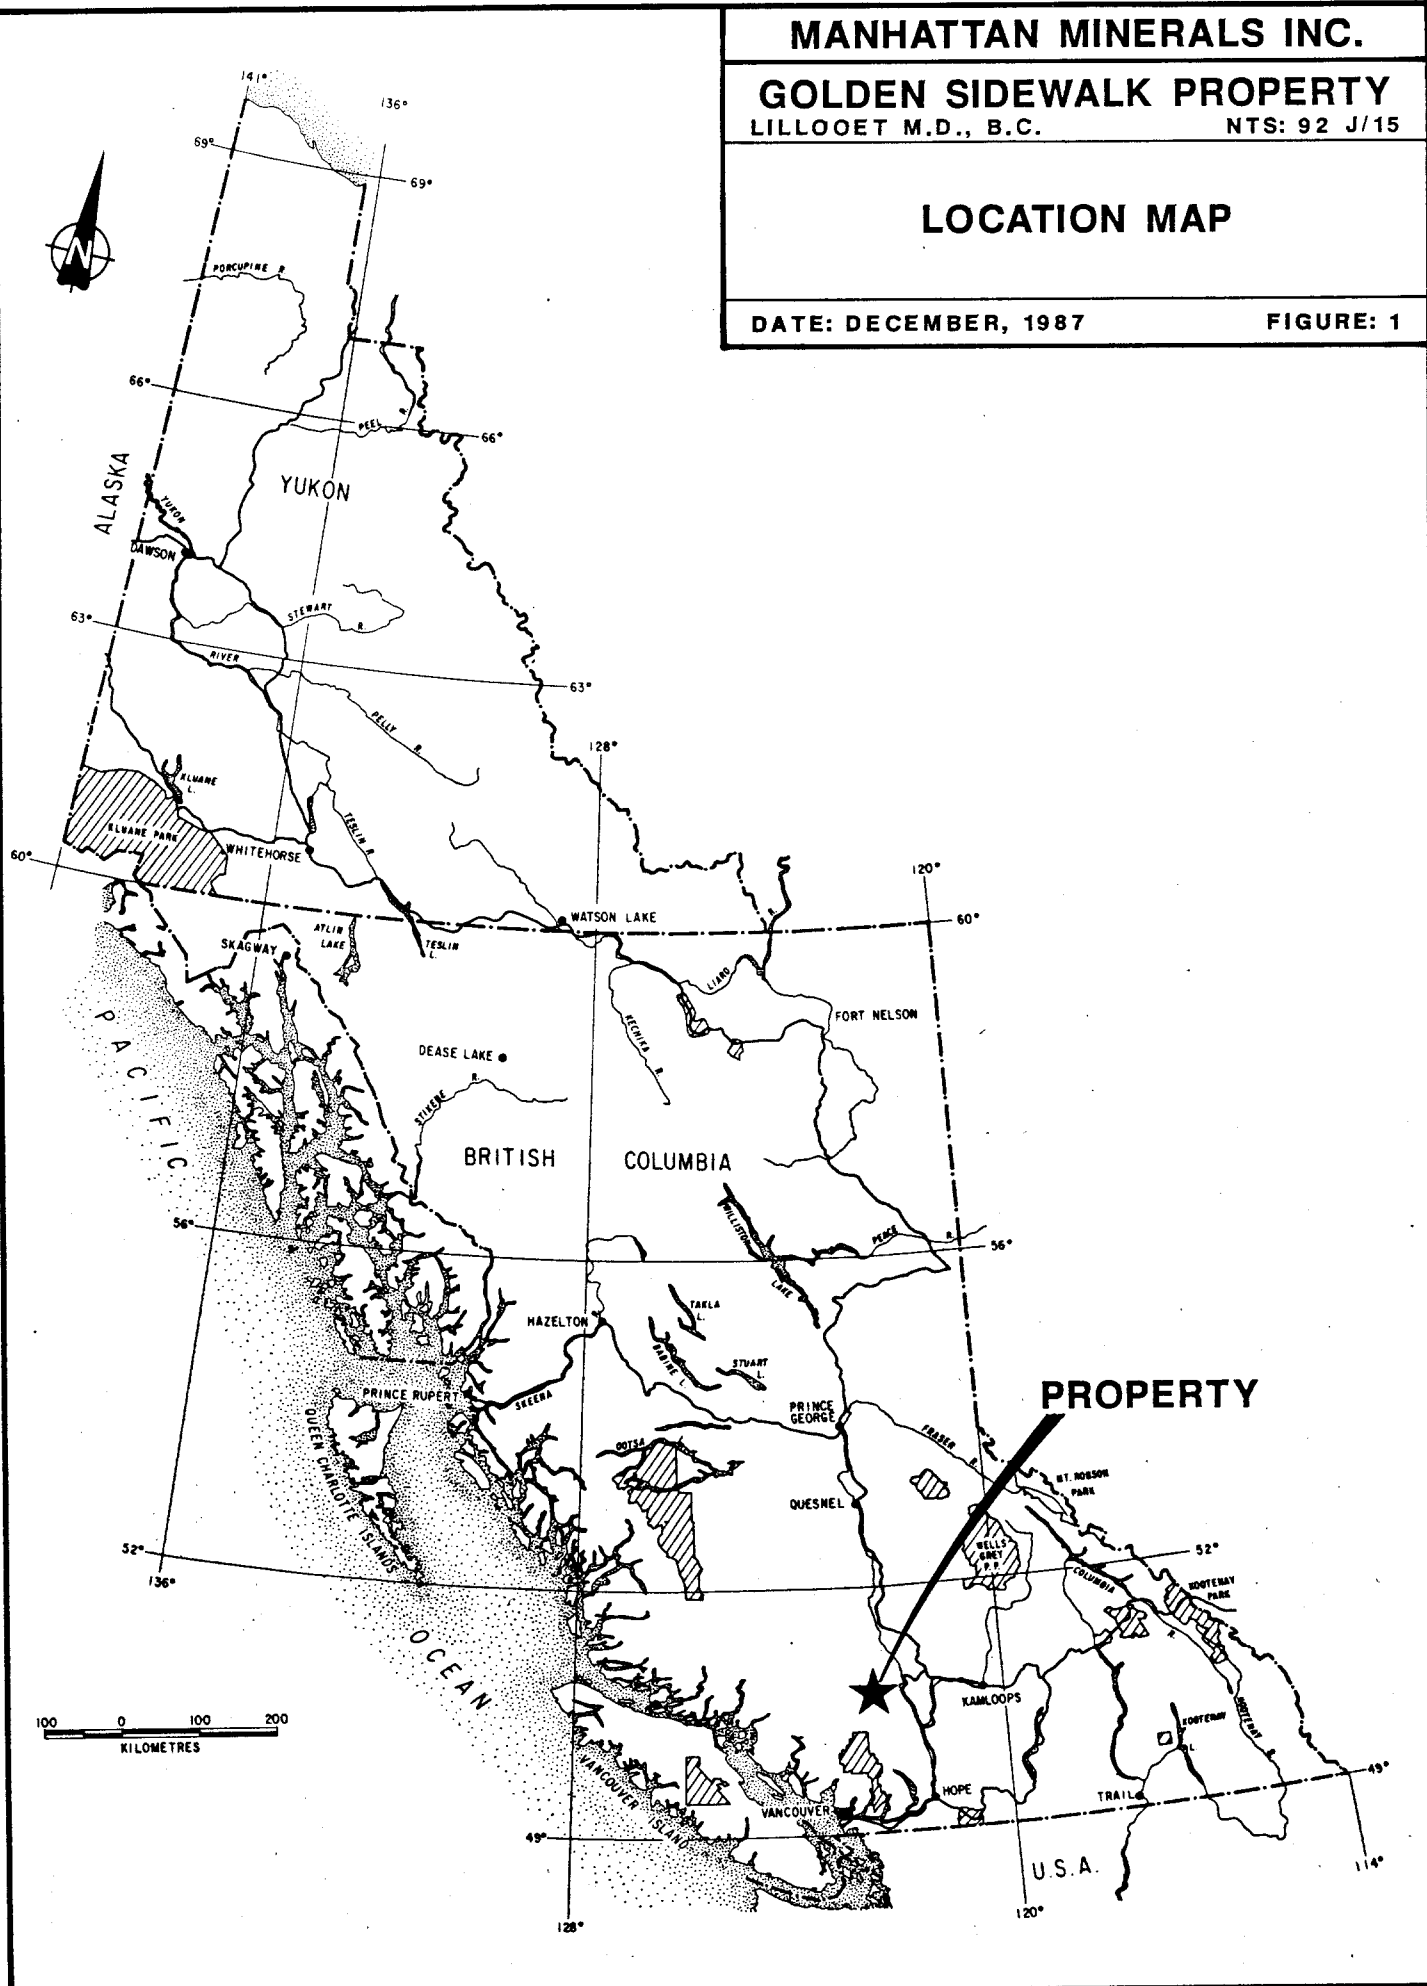 MANHATTAN MINERALS INC.
GOLDEN SIDEWALK PROPERTY
LILLOOET M.D., B.C. NTS: 92 J/15
LOCATION MAP
DATE: DECEMBER, 1987 FIGURE: 1
141°
136°
69°
69°
N
PORCUPINE R.
66°
PEEL R.
66°
ALASKA
YUKON
YUKON
DAWSON
STEWART R.
63°
RIVER
63°
PELLY R.
128°
KLUANE
L.
KLUANE PARK
TESLIN R.
WHITEHORSE
60°
120°
WATSON LAKE
60°
ATLIN
LAKE
SKAGWAY
TESLIN
L.
LIARD
R.
PACIFIC
KECHIKA R.
FORT NELSON
DEASE LAKE
STIKENE R.
BRITISH COLUMBIA
56°
WILLISTON
LAKE
PEACE R.
56°
TAKLA
L.
HAZELTON
BABINE L.
STUART
L.
PROPERTY
PRINCE RUPERT
SKEENA
PRINCE
GEORGE
QUEEN CHARLOTTE ISLANDS
OOTSA
FRASER
R.
MT. ROBSON
PARK
QUESNEL
52°
136°
WELLS
GREY
P.P.
52°
COLUMBIA
R.
KOOTENAY
PARK
OCEAN
KAMLOOPS
100 0 100 200
KILOMETRES
KOOTENAY
L.
KOOTENAY
R.
VANCOUVER ISLAND
VANCOUVER
HOPE
TRAIL
49°
49°
U.S.A.
114°
128°
120°